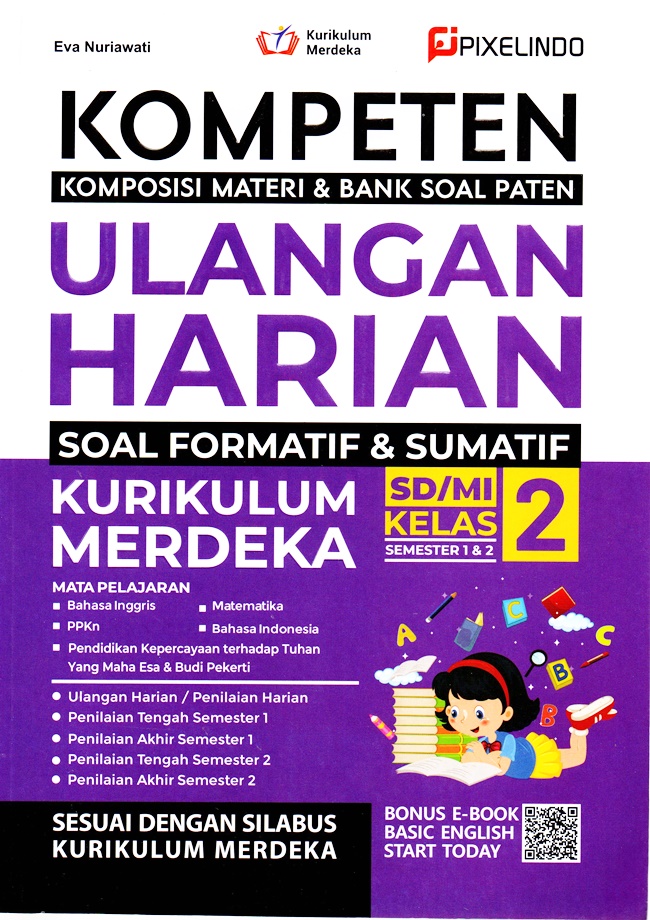 Eva Nuriawati
Kurikulum
Merdeka
PIXELINDO
KOMPETEN
KOMPOSISI MATERI & BANK SOAL PATEN
ULANGAN
HARIAN
SOAL FORMATIF & SUMATIF
KURIKULUM
MERDEKA
SD/MI
KELAS
SEMESTER 1 & 2
2
MATA PELAJARAN
Bahasa Inggris
Matematika
PPKn
Bahasa Indonesia
Pendidikan Kepercayaan terhadap Tuhan
Yang Maha Esa & Budi Pekerti
Ulangan Harian / Penilaian Harian
Penilaian Tengah Semester 1
Penilaian Akhir Semester 1
Penilaian Tengah Semester 2
Penilaian Akhir Semester 2
A
C
C
B
B
SESUAI DENGAN SILABUS
KURIKULUM MERDEKA
BONUS E-BOOK
BASIC ENGLISH
START TODAY